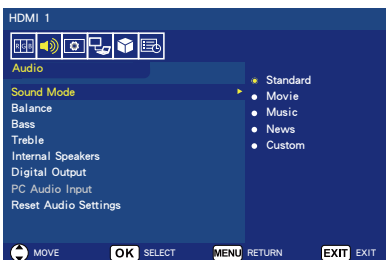 HDMI 1
RGB
Audio
Sound Mode
Balance
Bass
Treble
Internal Speakers
Digital Output
PC Audio Input
Reset Audio Settings
Standard
Movie
Music
News
Custom
MOVE OK SELECT MENU RETURN EXIT EXIT